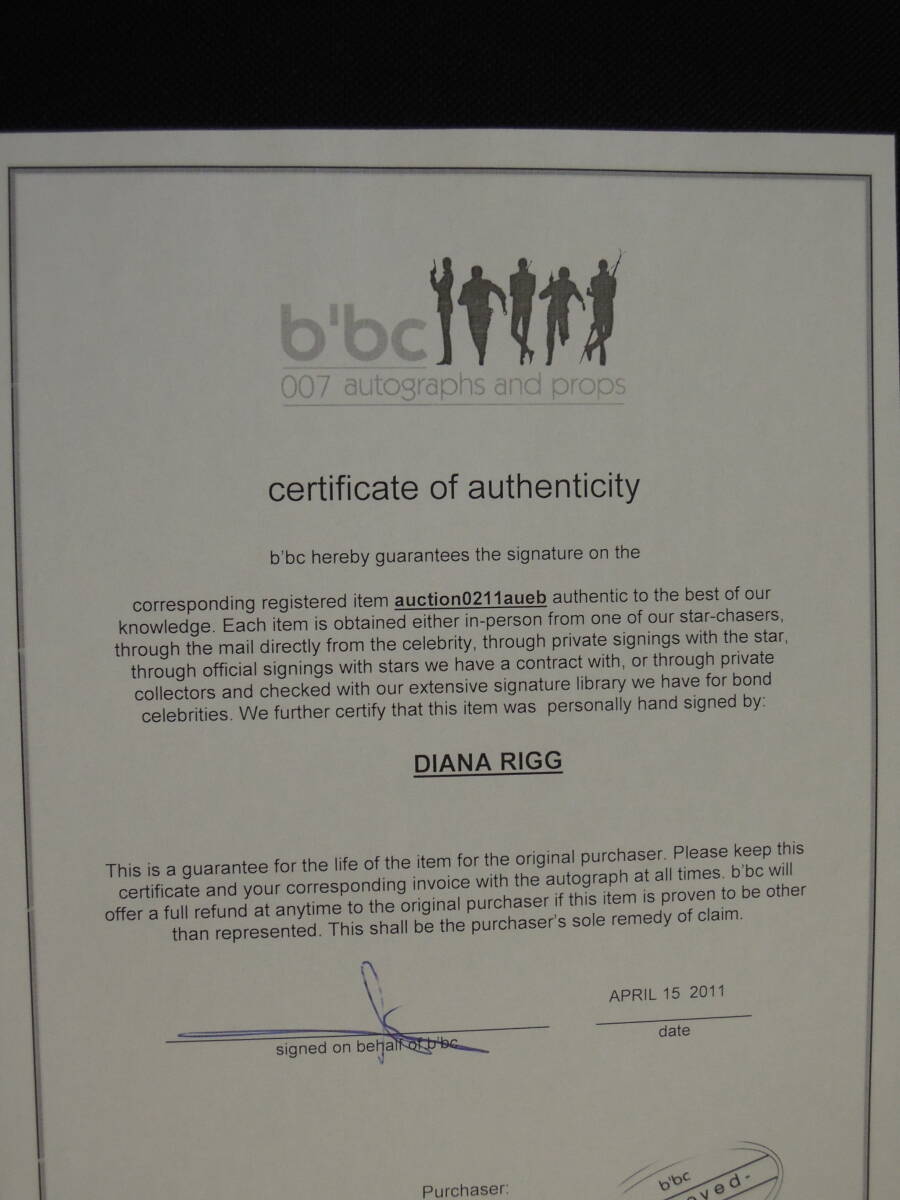 b'bc
007 autographs and props
certificate of authenticity
b'bc hereby guarantees the signature on the
corresponding registered item auction0211aueb authentic to the best of our
knowledge. Each item is obtained either in-person from one of our star-chasers,
through the mail directly from the celebrity, through private signings with the star,
through official signings with stars we have a contract with, or through private
collectors and checked with our extensive signature library we have for bond
celebrities. We further certify that this item was personally hand signed by:
DIANA RIGG
This is a guarantee for the life of the item for the original purchaser. Please keep this
certificate and your corresponding invoice with the autograph at all times. b'bc will
offer a full refund at anytime to the original purchaser if this item is proven to be other
than represented. This shall be the purchaser's sole remedy of claim.
APRIL 15 2011
signed on behalf of b'bc
date
Purchaser:
b'bc